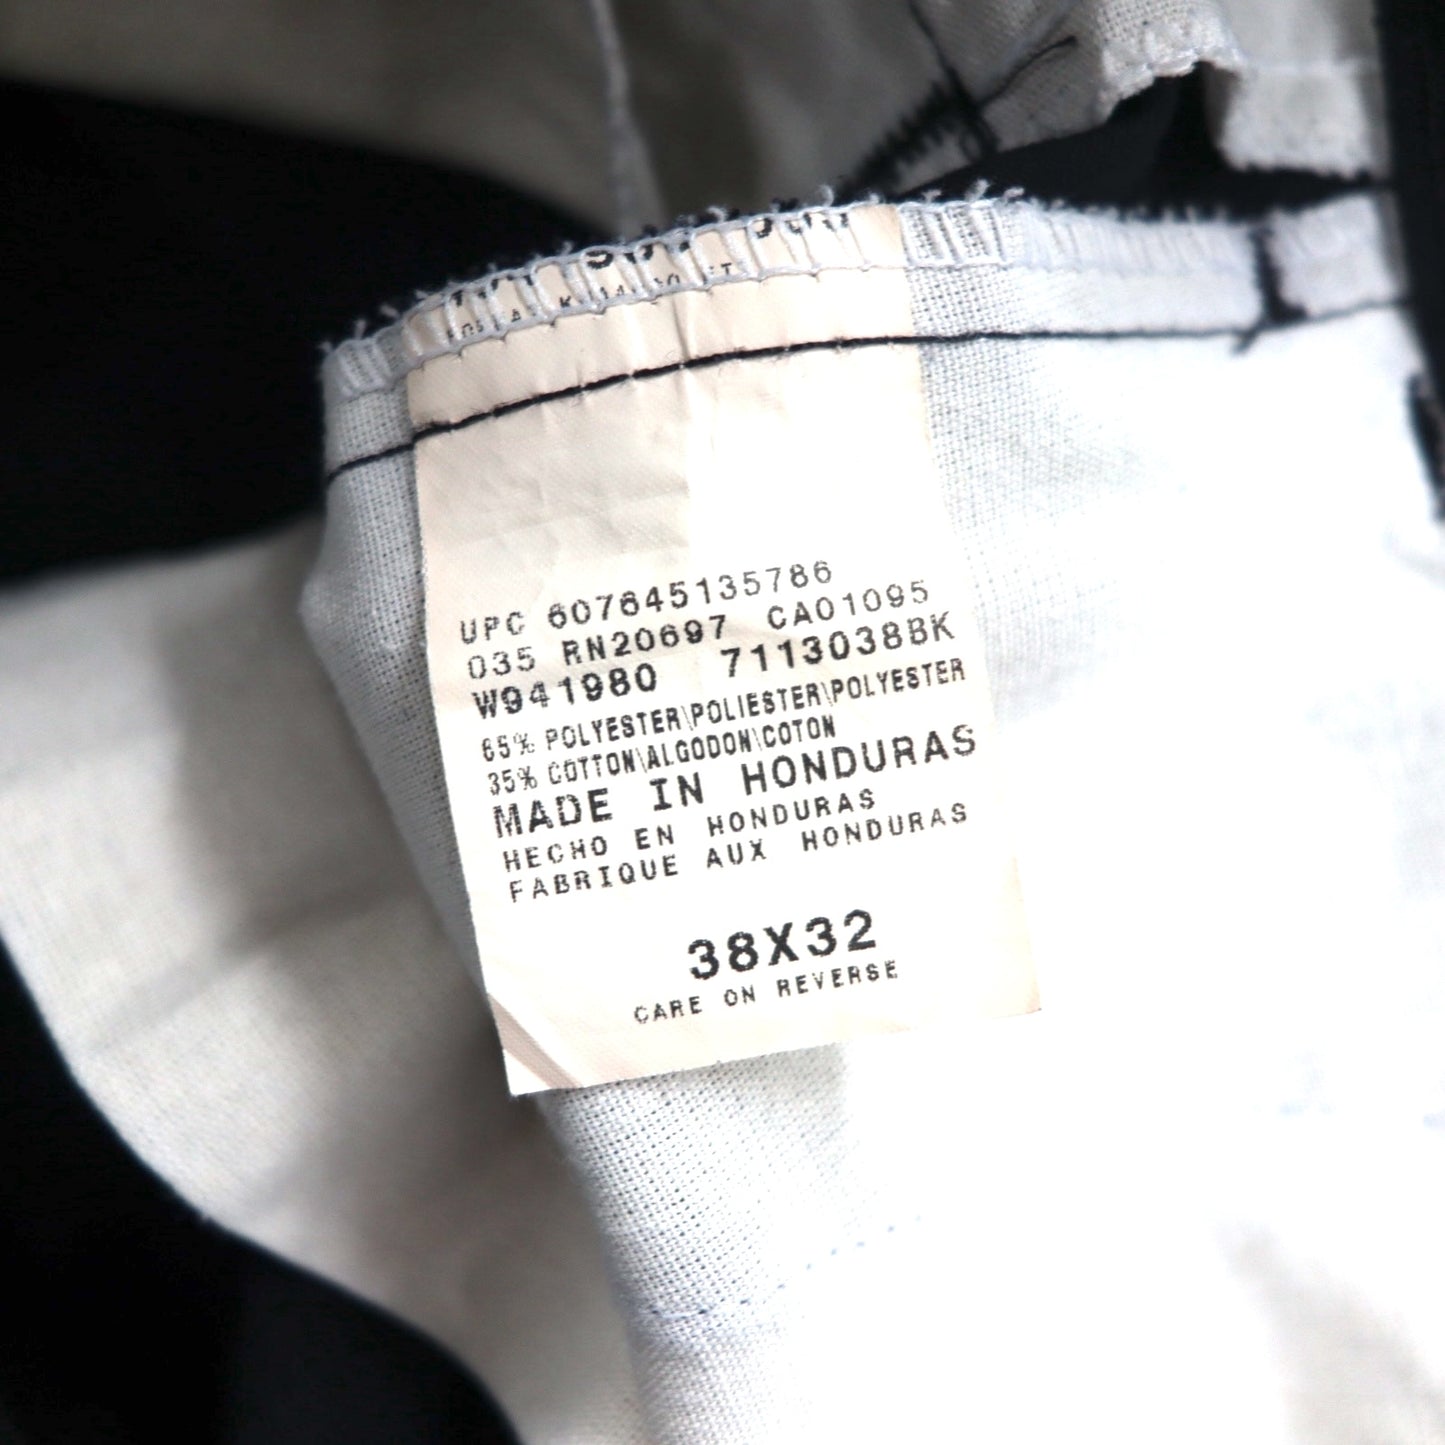 UPC 607645135786
035 RN20697 CA01095
W941980 7113038BK
65% POLYESTER\POLIESTER\POLYESTER
35% COTTON\ALGODON\COTON
MADE IN HONDURAS
HECHO EN HONDURAS
FABRIQUE AUX HONDURAS
38X32
CARE ON REVERSE